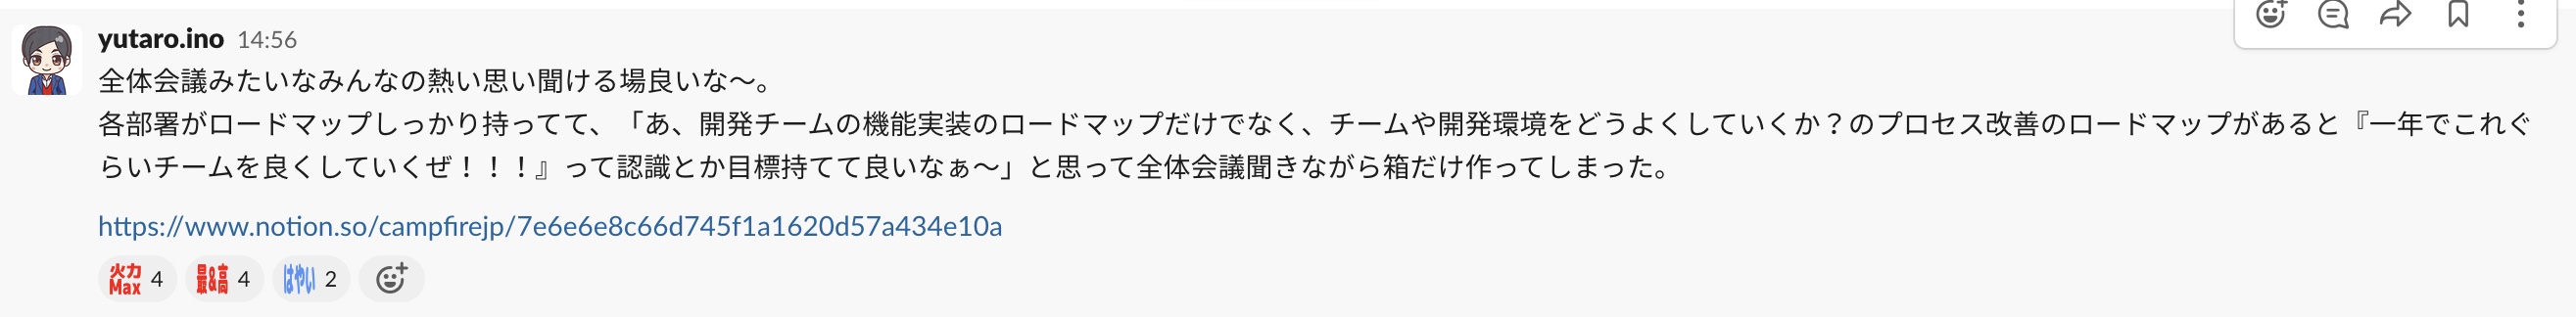 yutaro.ino 14:56
全体会議みたいなみんなの熱い思い聞ける場良いな〜。
各部署がロードマップしっかり持ってて、「あ、開発チームの機能実装のロードマップだけでなく、チームや開発環境をどうよくしていくか？のプロセス改善のロードマップがあると『一年でこれぐ
らいチームを良くしていくぜ！！！』って認識とか目標持てて良いなぁ〜」と思って全体会議聞きながら箱だけ作ってしまった。
https://www.notion.so/campfirejp/7e6e6e8c66d745f1a1620d57a434e10a
火力Max 4 最&高 4 はやい 2